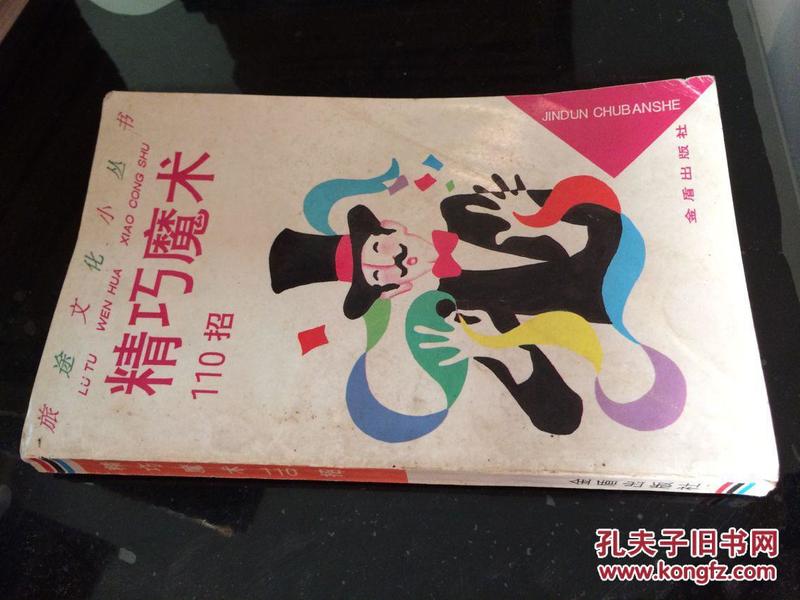 旅途文化小丛书
LÜTU WEN HUA XIAO CONG SHU
精巧魔术
110招
JINDUN CHUBANSHE
金盾出版社
精巧魔术110招
金盾出版社
孔夫子旧书网
www.kongfz.com